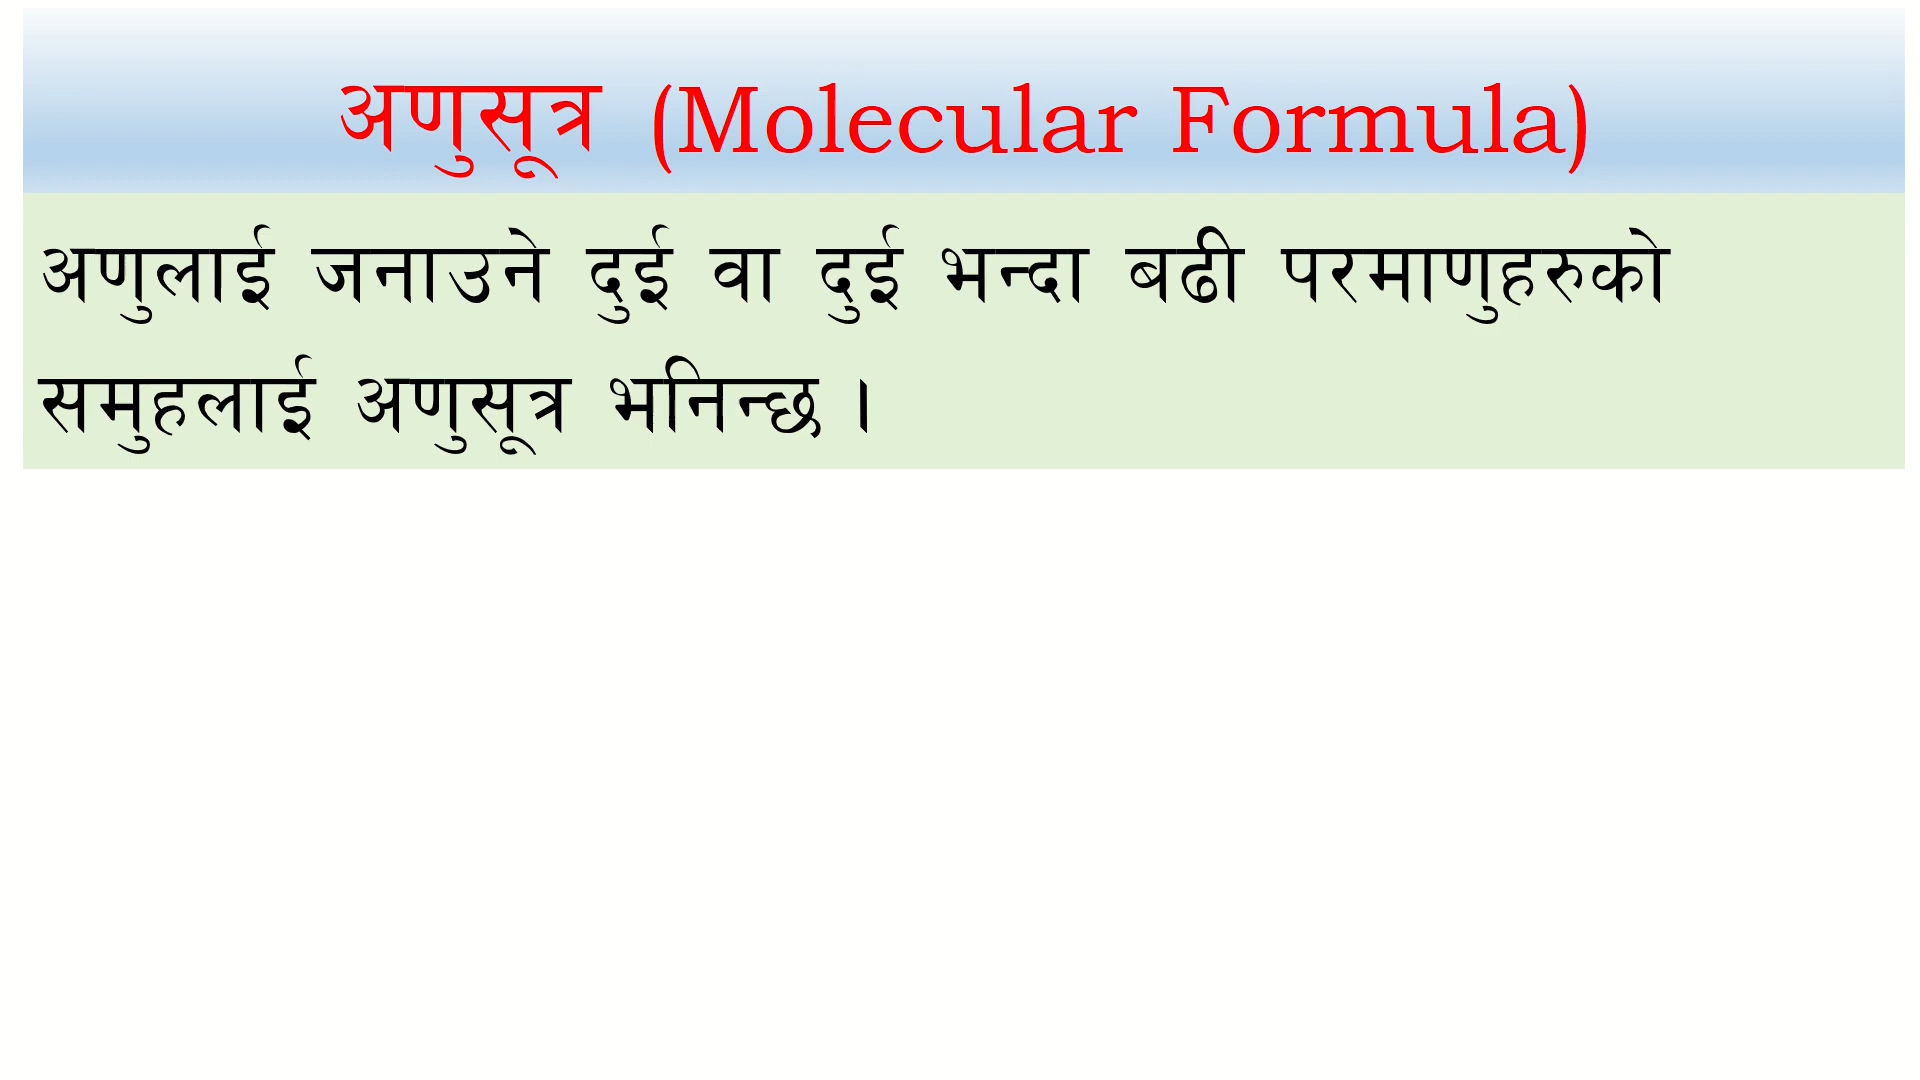 अणुसूत्र (Molecular Formula)
अणुलाई जनाउने दुई वा दुई भन्दा बढी परमाणुहरुको
समुहलाई अणुसूत्र भनिन्छ ।